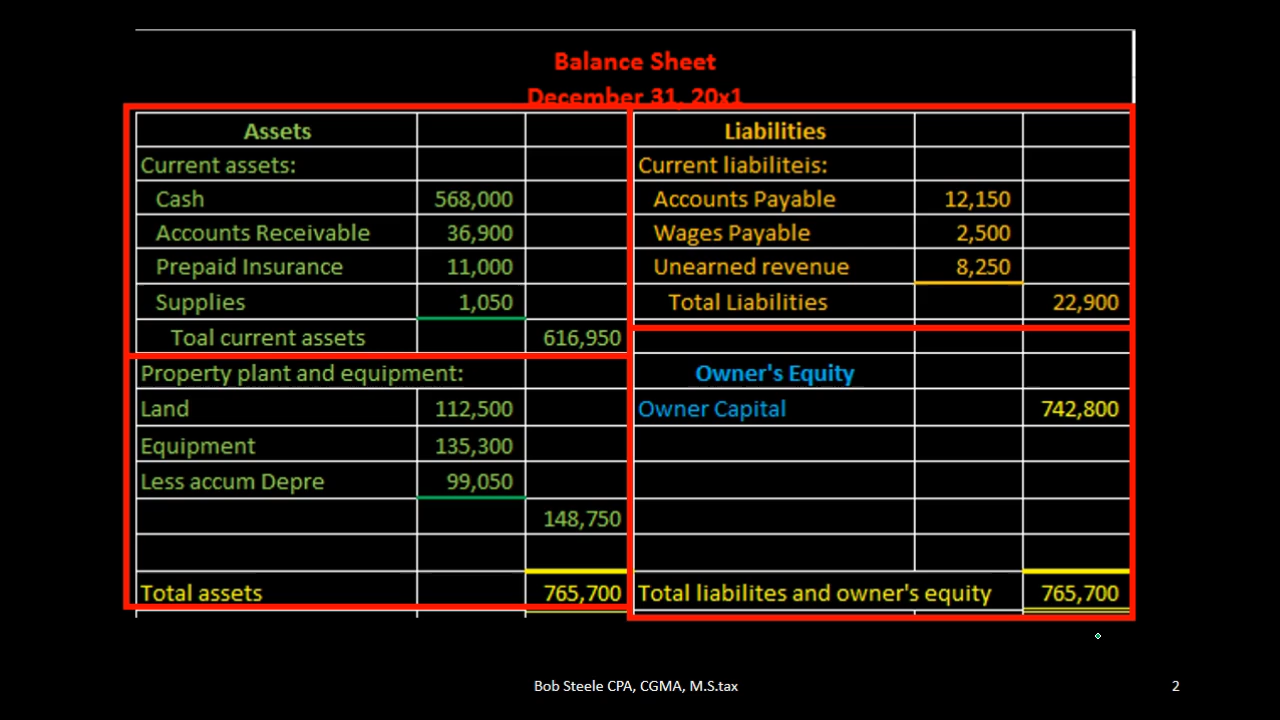 Balance Sheet
December 31, 20x1
Assets
Current assets:
Cash 568,000
Accounts Receivable 36,900
Prepaid Insurance 11,000
Supplies 1,050
Toal current assets 616,950
Property plant and equipment:
Land 112,500
Equipment 135,300
Less accum Depre 99,050
148,750
Total assets 765,700
Liabilities
Current liabiliteis:
Accounts Payable 12,150
Wages Payable 2,500
Unearned revenue 8,250
Total Liabilities 22,900
Owner's Equity
Owner Capital 742,800
Total liabilites and owner's equity 765,700
Bob Steele CPA, CGMA, M.S.tax
2